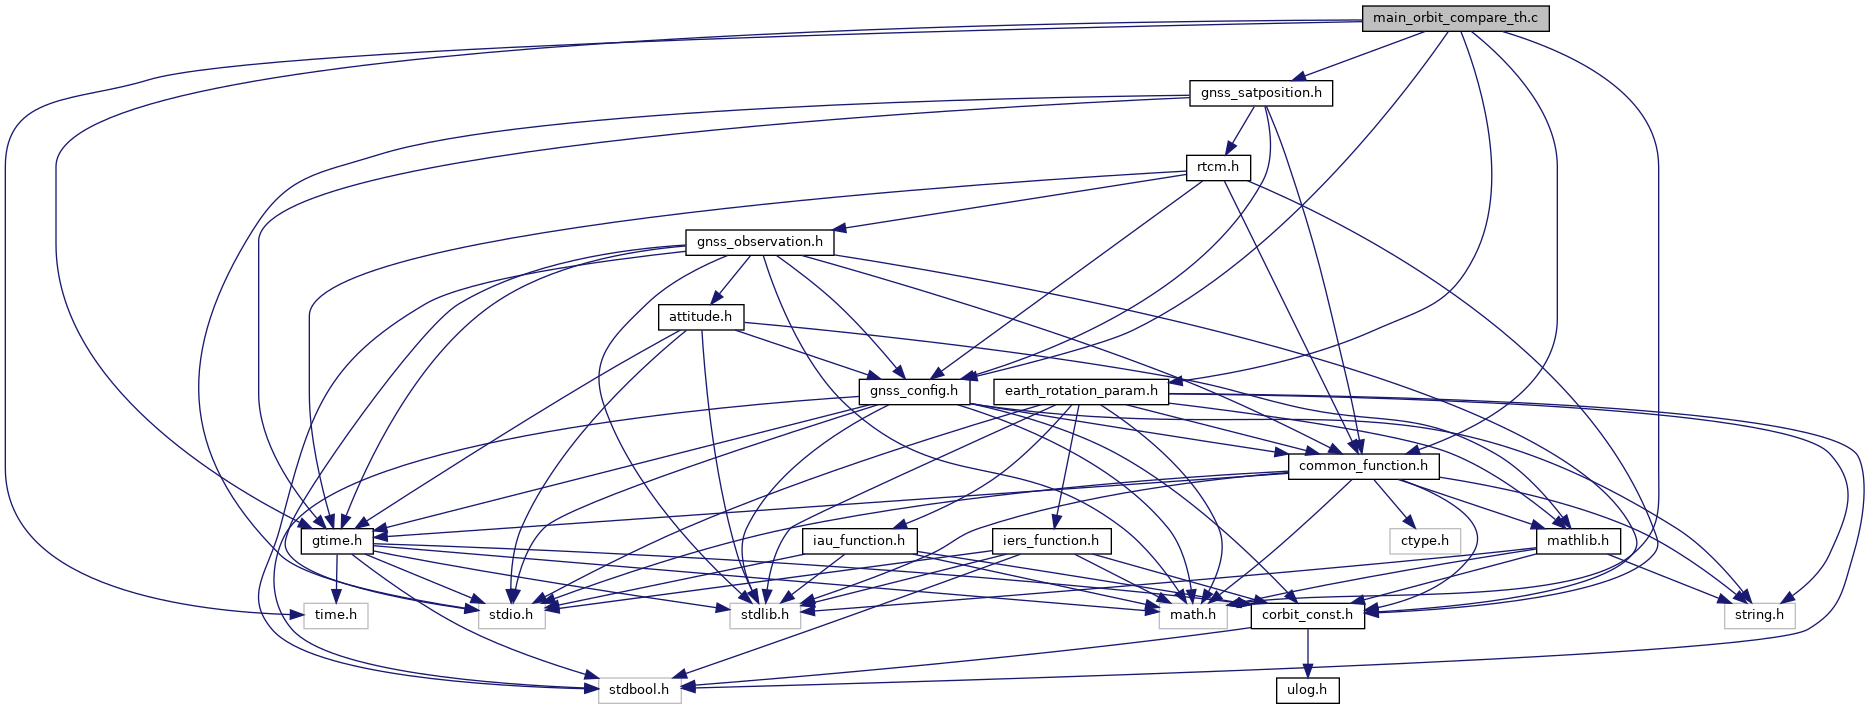 main_orbit_compare_th.c
gnss_satposition.h
rtcm.h
gnss_observation.h
attitude.h
gnss_config.h
earth_rotation_param.h
common_function.h
gtime.h
iau_function.h
iers_function.h
ctype.h
mathlib.h
time.h
stdio.h
stdlib.h
math.h
corbit_const.h
string.h
stdbool.h
ulog.h